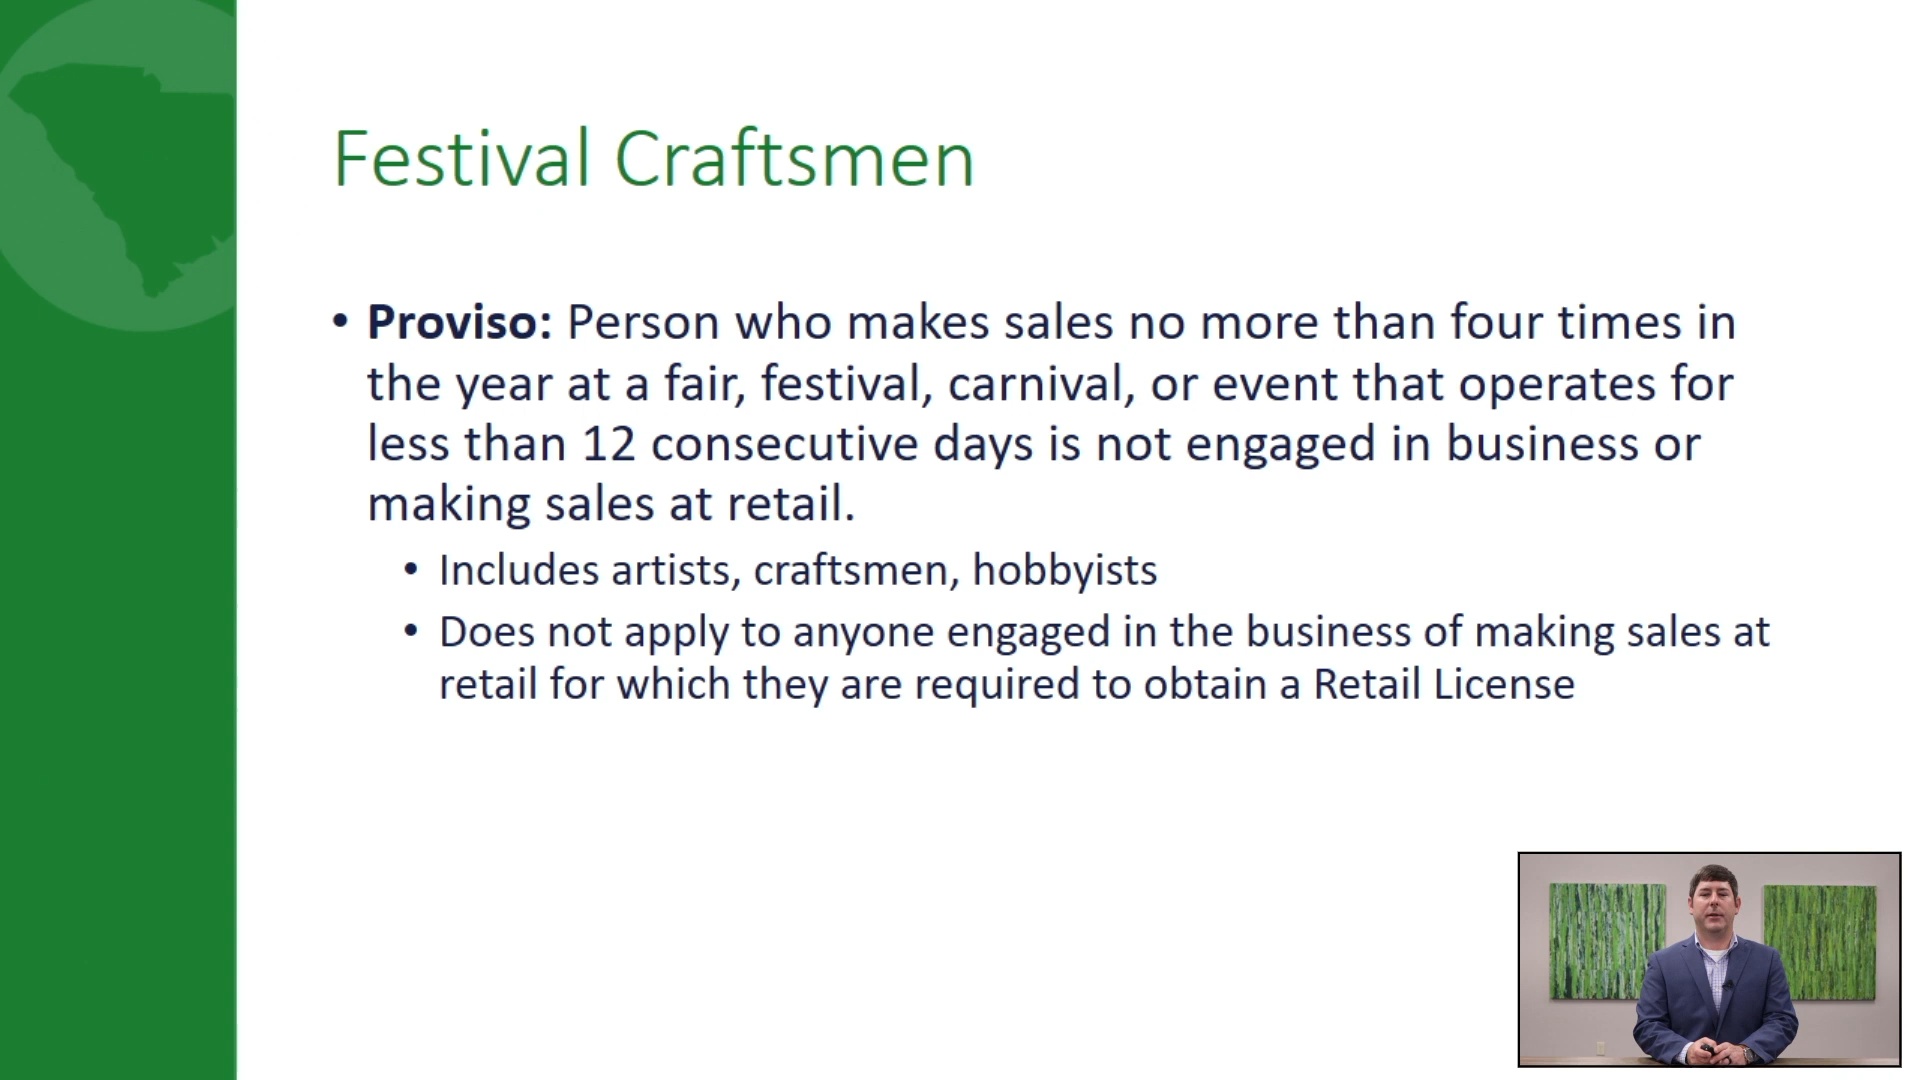 Festival Craftsmen
• Proviso: Person who makes sales no more than four times in
the year at a fair, festival, carnival, or event that operates for
less than 12 consecutive days is not engaged in business or
making sales at retail.
• Includes artists, craftsmen, hobbyists
• Does not apply to anyone engaged in the business of making sales at
retail for which they are required to obtain a Retail License